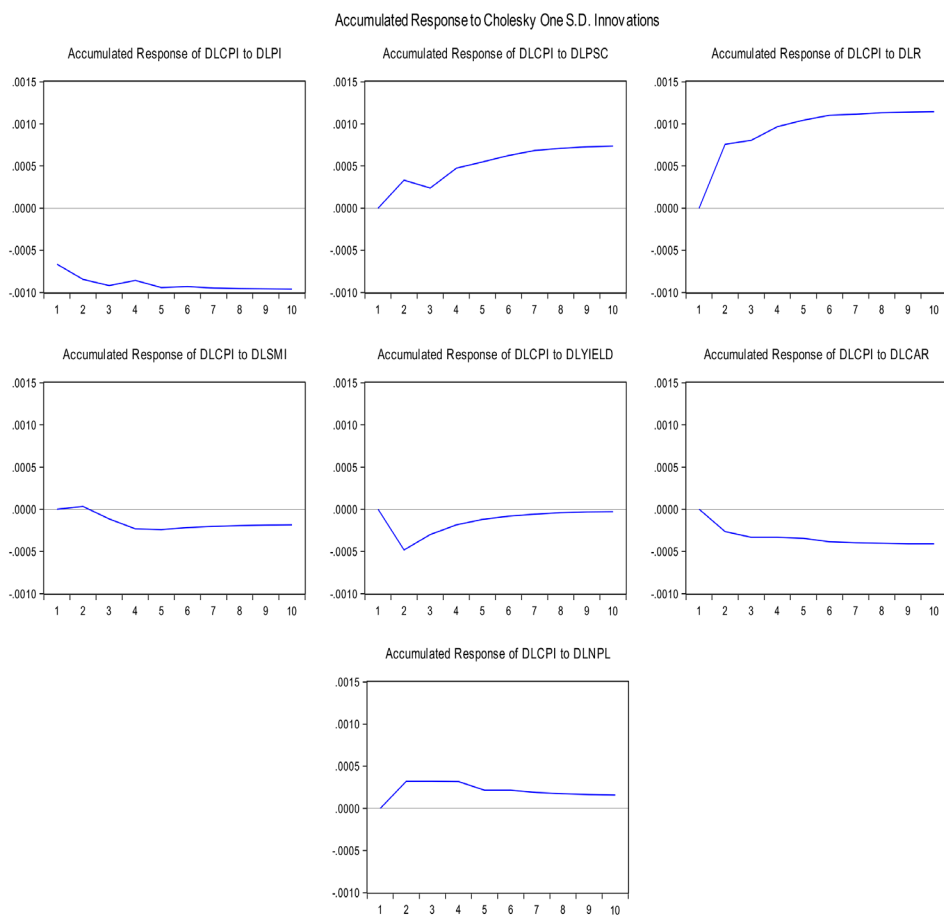 Accumulated Response to Cholesky One S.D. Innovations
Accumulated Response of DLCPI to DLPI
.0015
.0010
.0005
.0000
-.0005
-.0010
1 2 3 4 5 6 7 8 9 10
Accumulated Response of DLCPI to DLPSC
.0015
.0010
.0005
.0000
-.0005
-.0010
1 2 3 4 5 6 7 8 9 10
Accumulated Response of DLCPI to DLR
.0015
.0010
.0005
.0000
-.0005
-.0010
1 2 3 4 5 6 7 8 9 10
Accumulated Response of DLCPI to DLSMI
.0015
.0010
.0005
.0000
-.0005
-.0010
1 2 3 4 5 6 7 8 9 10
Accumulated Response of DLCPI to DLYIELD
.0015
.0010
.0005
.0000
-.0005
-.0010
1 2 3 4 5 6 7 8 9 10
Accumulated Response of DLCPI to DLCAR
.0015
.0010
.0005
.0000
-.0005
-.0010
1 2 3 4 5 6 7 8 9 10
Accumulated Response of DLCPI to DLNPL
.0015
.0010
.0005
.0000
-.0005
-.0010
1 2 3 4 5 6 7 8 9 10